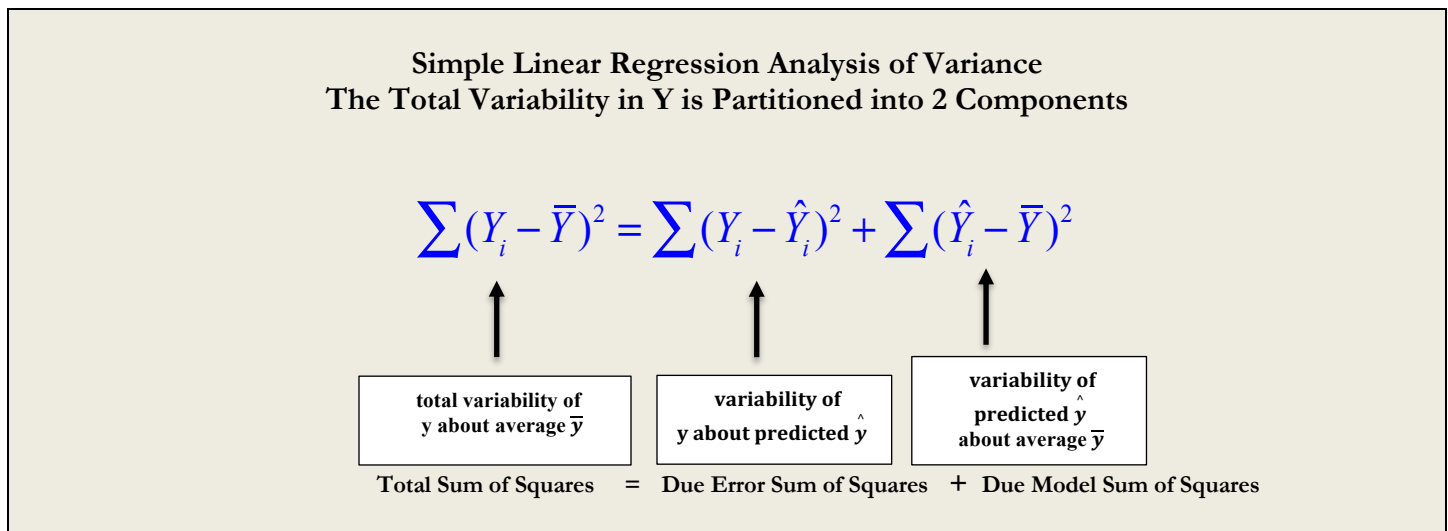 Simple Linear Regression Analysis of Variance
The Total Variability in Y is Partitioned into 2 Components
∑(Yᵢ − Ȳ)² = ∑(Yᵢ − Ŷᵢ)² + ∑(Ŷᵢ − Ȳ)²
total variability of
y about average ȳ
variability of
y about predicted ŷ
variability of
predicted ŷ
about average ȳ
Total Sum of Squares = Due Error Sum of Squares + Due Model Sum of Squares